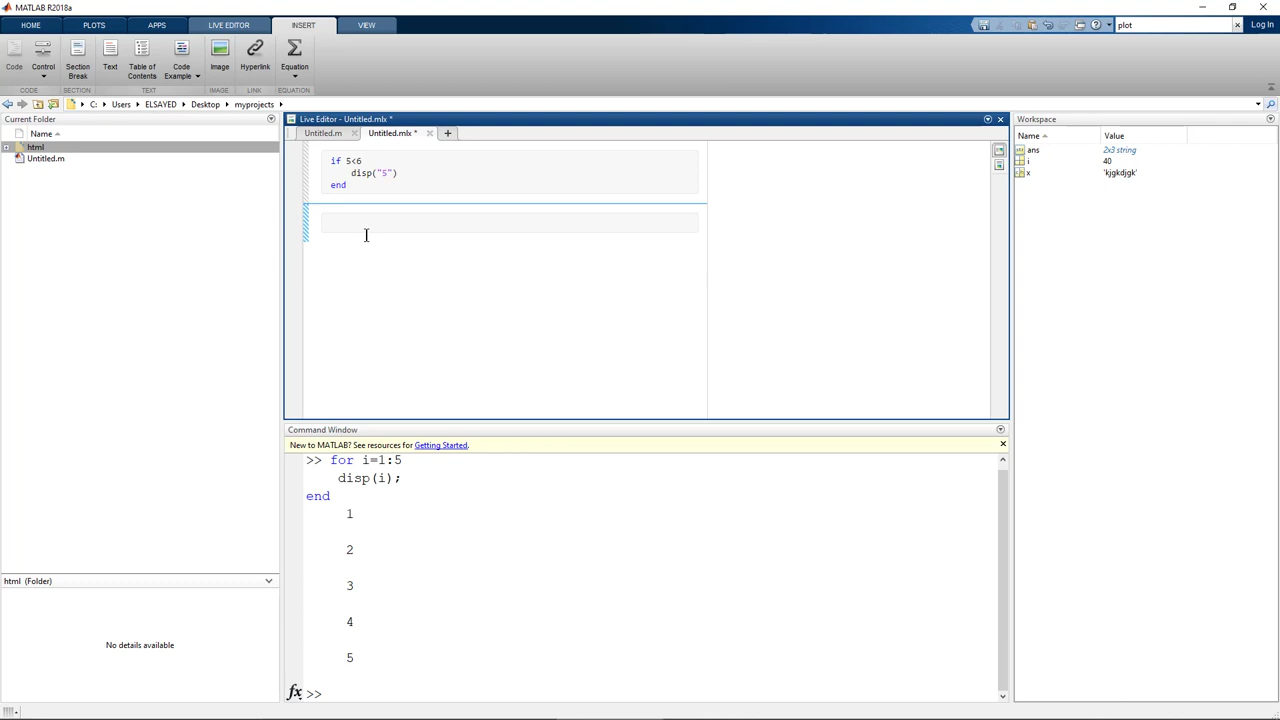 MATLAB R2018a
HOME PLOTS APPS LIVE EDITOR INSERT VIEW plot Log In
Code Control Section Break Text Table of Contents Code Example Image Hyperlink Equation
CODE SECTION TEXT IMAGE LINK EQUATION
C: Users ELSAYED Desktop myprojects
Current Folder
Name
html
Untitled.m
html (Folder)
No details available
Live Editor - Untitled.mlx *
Untitled.m Untitled.mlx *
if 5<6
disp("5")
end
Command Window
New to MATLAB? See resources for Getting Started.
>> for i=1:5
disp(i);
end
1
2
3
4
5
fx >>
Workspace
Name Value
ans 2x3 string
i 40
x 'kjgkdjgk'